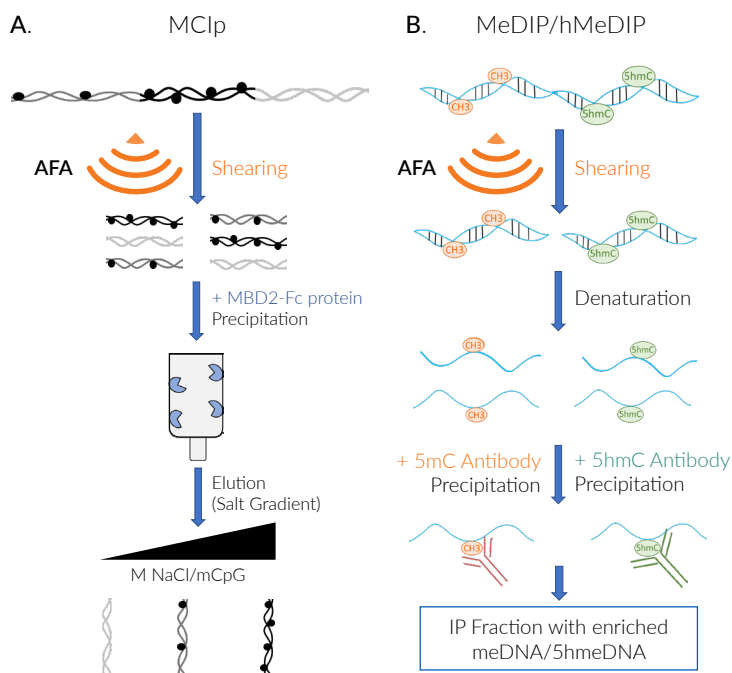 A.
MCIp
AFA
Shearing
+ MBD2-Fc protein
Precipitation
Elution
(Salt Gradient)
M NaCl/mCpG
B.
MeDIP/hMeDIP
CH3
CH3
5hmC
5hmC
AFA
Shearing
CH3
CH3
5hmC
5hmC
Denaturation
CH3
5hmC
CH3
5hmC
+ 5mC Antibody
Precipitation
+ 5hmC Antibody
Precipitation
CH3
5hmC
IP Fraction with enriched
meDNA/5hmeDNA